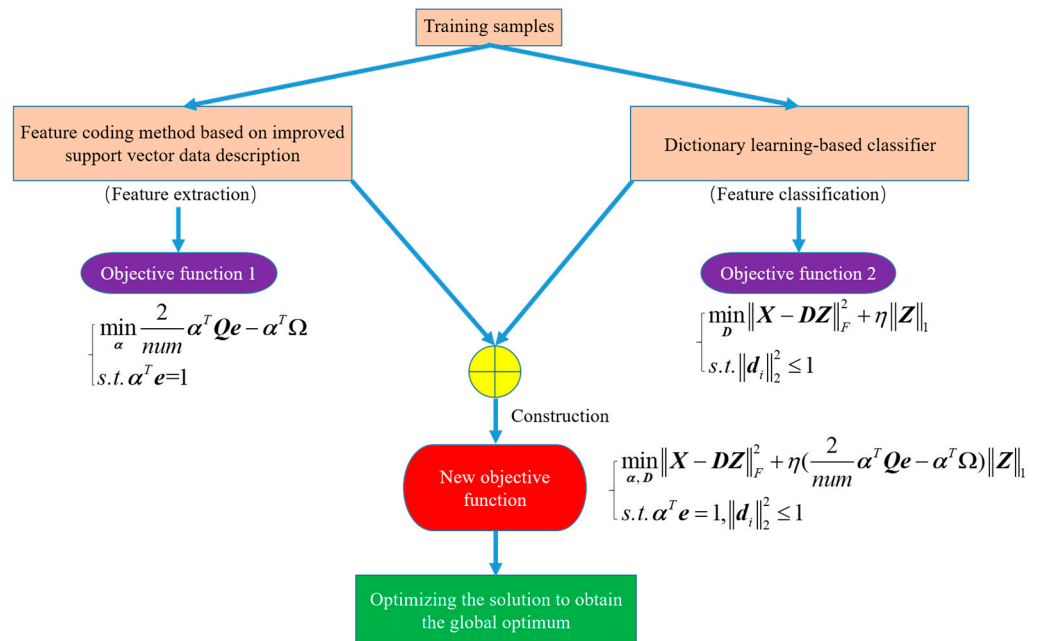 Training samples
Feature coding method based on improved
support vector data description
Dictionary learning-based classifier
(Feature extraction)
(Feature classification)
Objective function 1
Objective function 2
min_α 2/num α^T Qe − α^T Ω
s.t. α^T e=1
min_D ‖X − DZ‖_F^2 + η‖Z‖_1
s.t. ‖d_i‖_2^2 ≤ 1
Construction
New objective
function
min_{α, D} ‖X − DZ‖_F^2 + η(2/num α^T Qe − α^T Ω)‖Z‖_1
s.t. α^T e = 1, ‖d_i‖_2^2 ≤ 1
Optimizing the solution to obtain
the global optimum